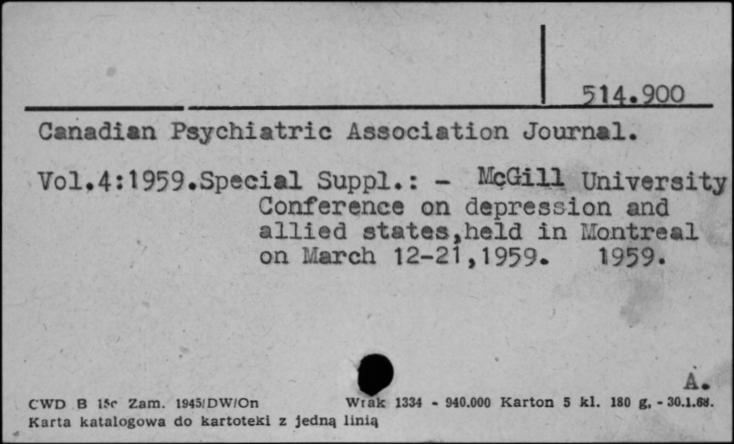 514.900
Canadian Psychiatric Association Journal.
Vol.4:1959.Special Suppl.: - McGill University
Conference on depression and
allied states,held in Montreal
on March 12-21,1959. 1959.
A.
CWD B 15c Zam. 1945/DW/On Wrak 1334 - 940.000 Karton 5 kl. 180 g, - 30.1.68.
Karta katalogowa do kartoteki z jedną linią